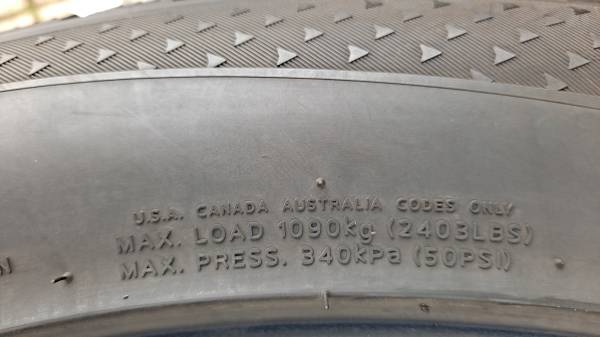 U.S.A. CANADA AUSTRALIA CODES ONLY
MAX. LOAD 1090kg (2403LBS)
MAX. PRESS. 340kPa (50PSI)